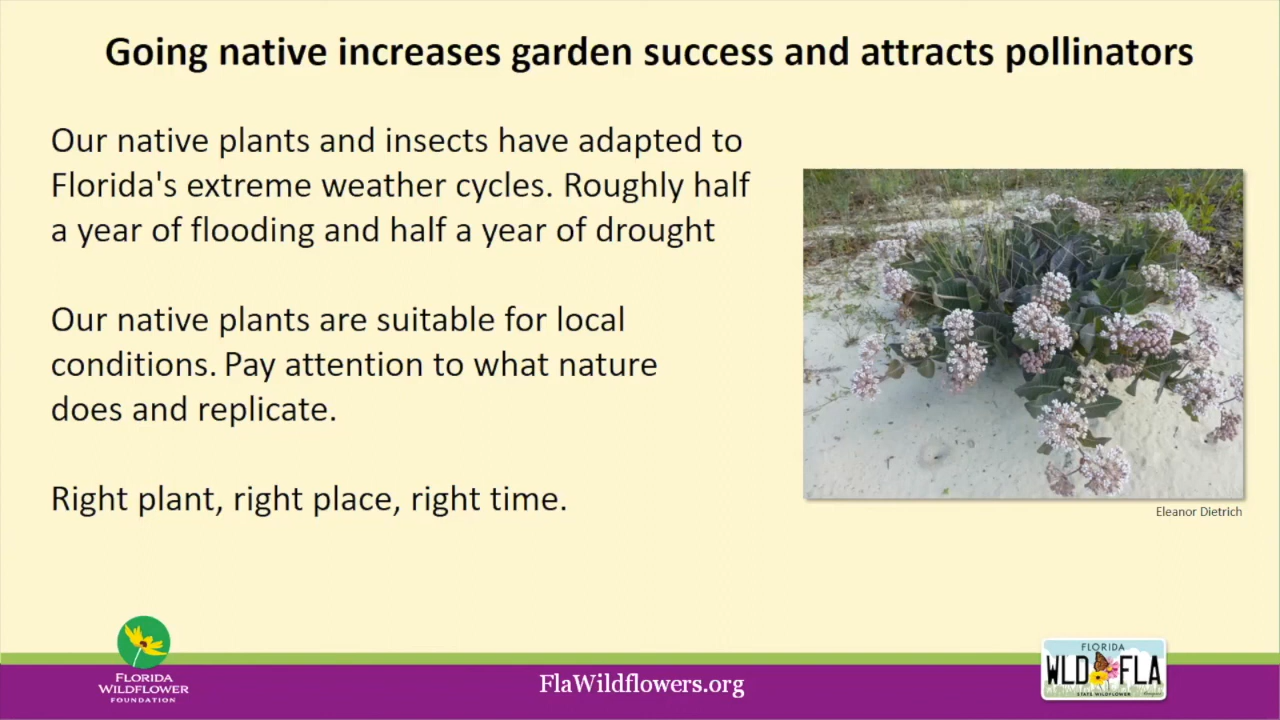 Going native increases garden success and attracts pollinators
Our native plants and insects have adapted to
Florida's extreme weather cycles. Roughly half
a year of flooding and half a year of drought
Our native plants are suitable for local
conditions. Pay attention to what nature
does and replicate.
Right plant, right place, right time.
Eleanor Dietrich
FLORIDA
WILDFLOWER
FOUNDATION
FlaWildflowers.org
FLORIDA
WLD FLA
STATE WILDFLOWER